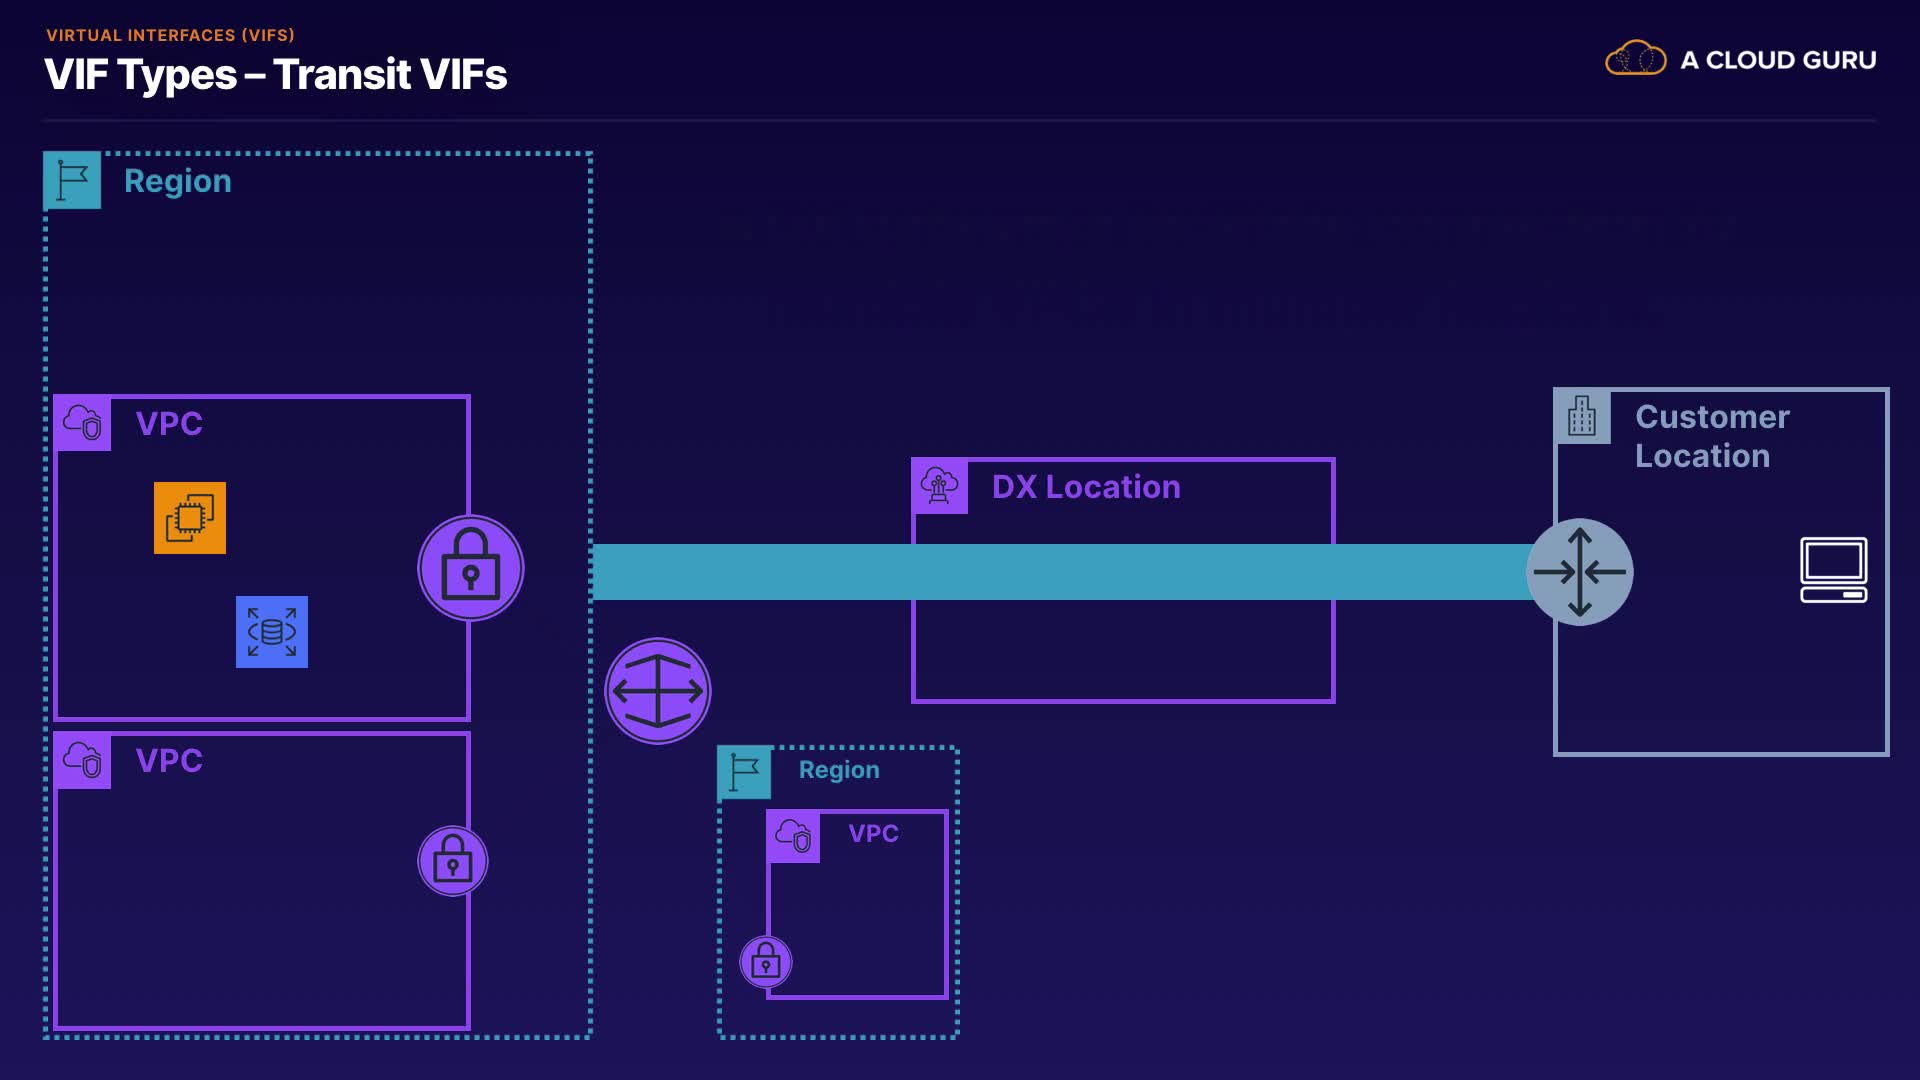 VIRTUAL INTERFACES (VIFS)
VIF Types – Transit VIFs
A CLOUD GURU
Region
VPC
VPC
DX Location
Customer
Location
Region
VPC